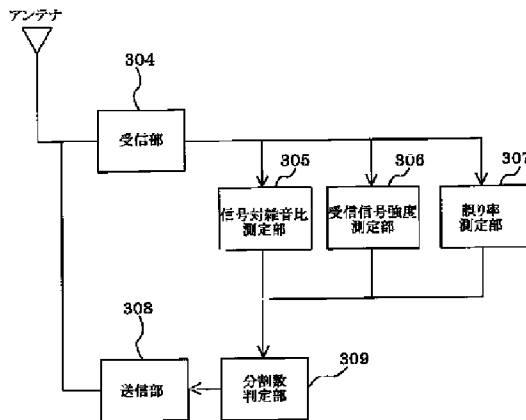 アンテナ
304
受信部
305
306
307
信号対雑音比
測定部
受信信号強度
測定部
誤り率
測定部
308
送信部
分割数
判定部
309